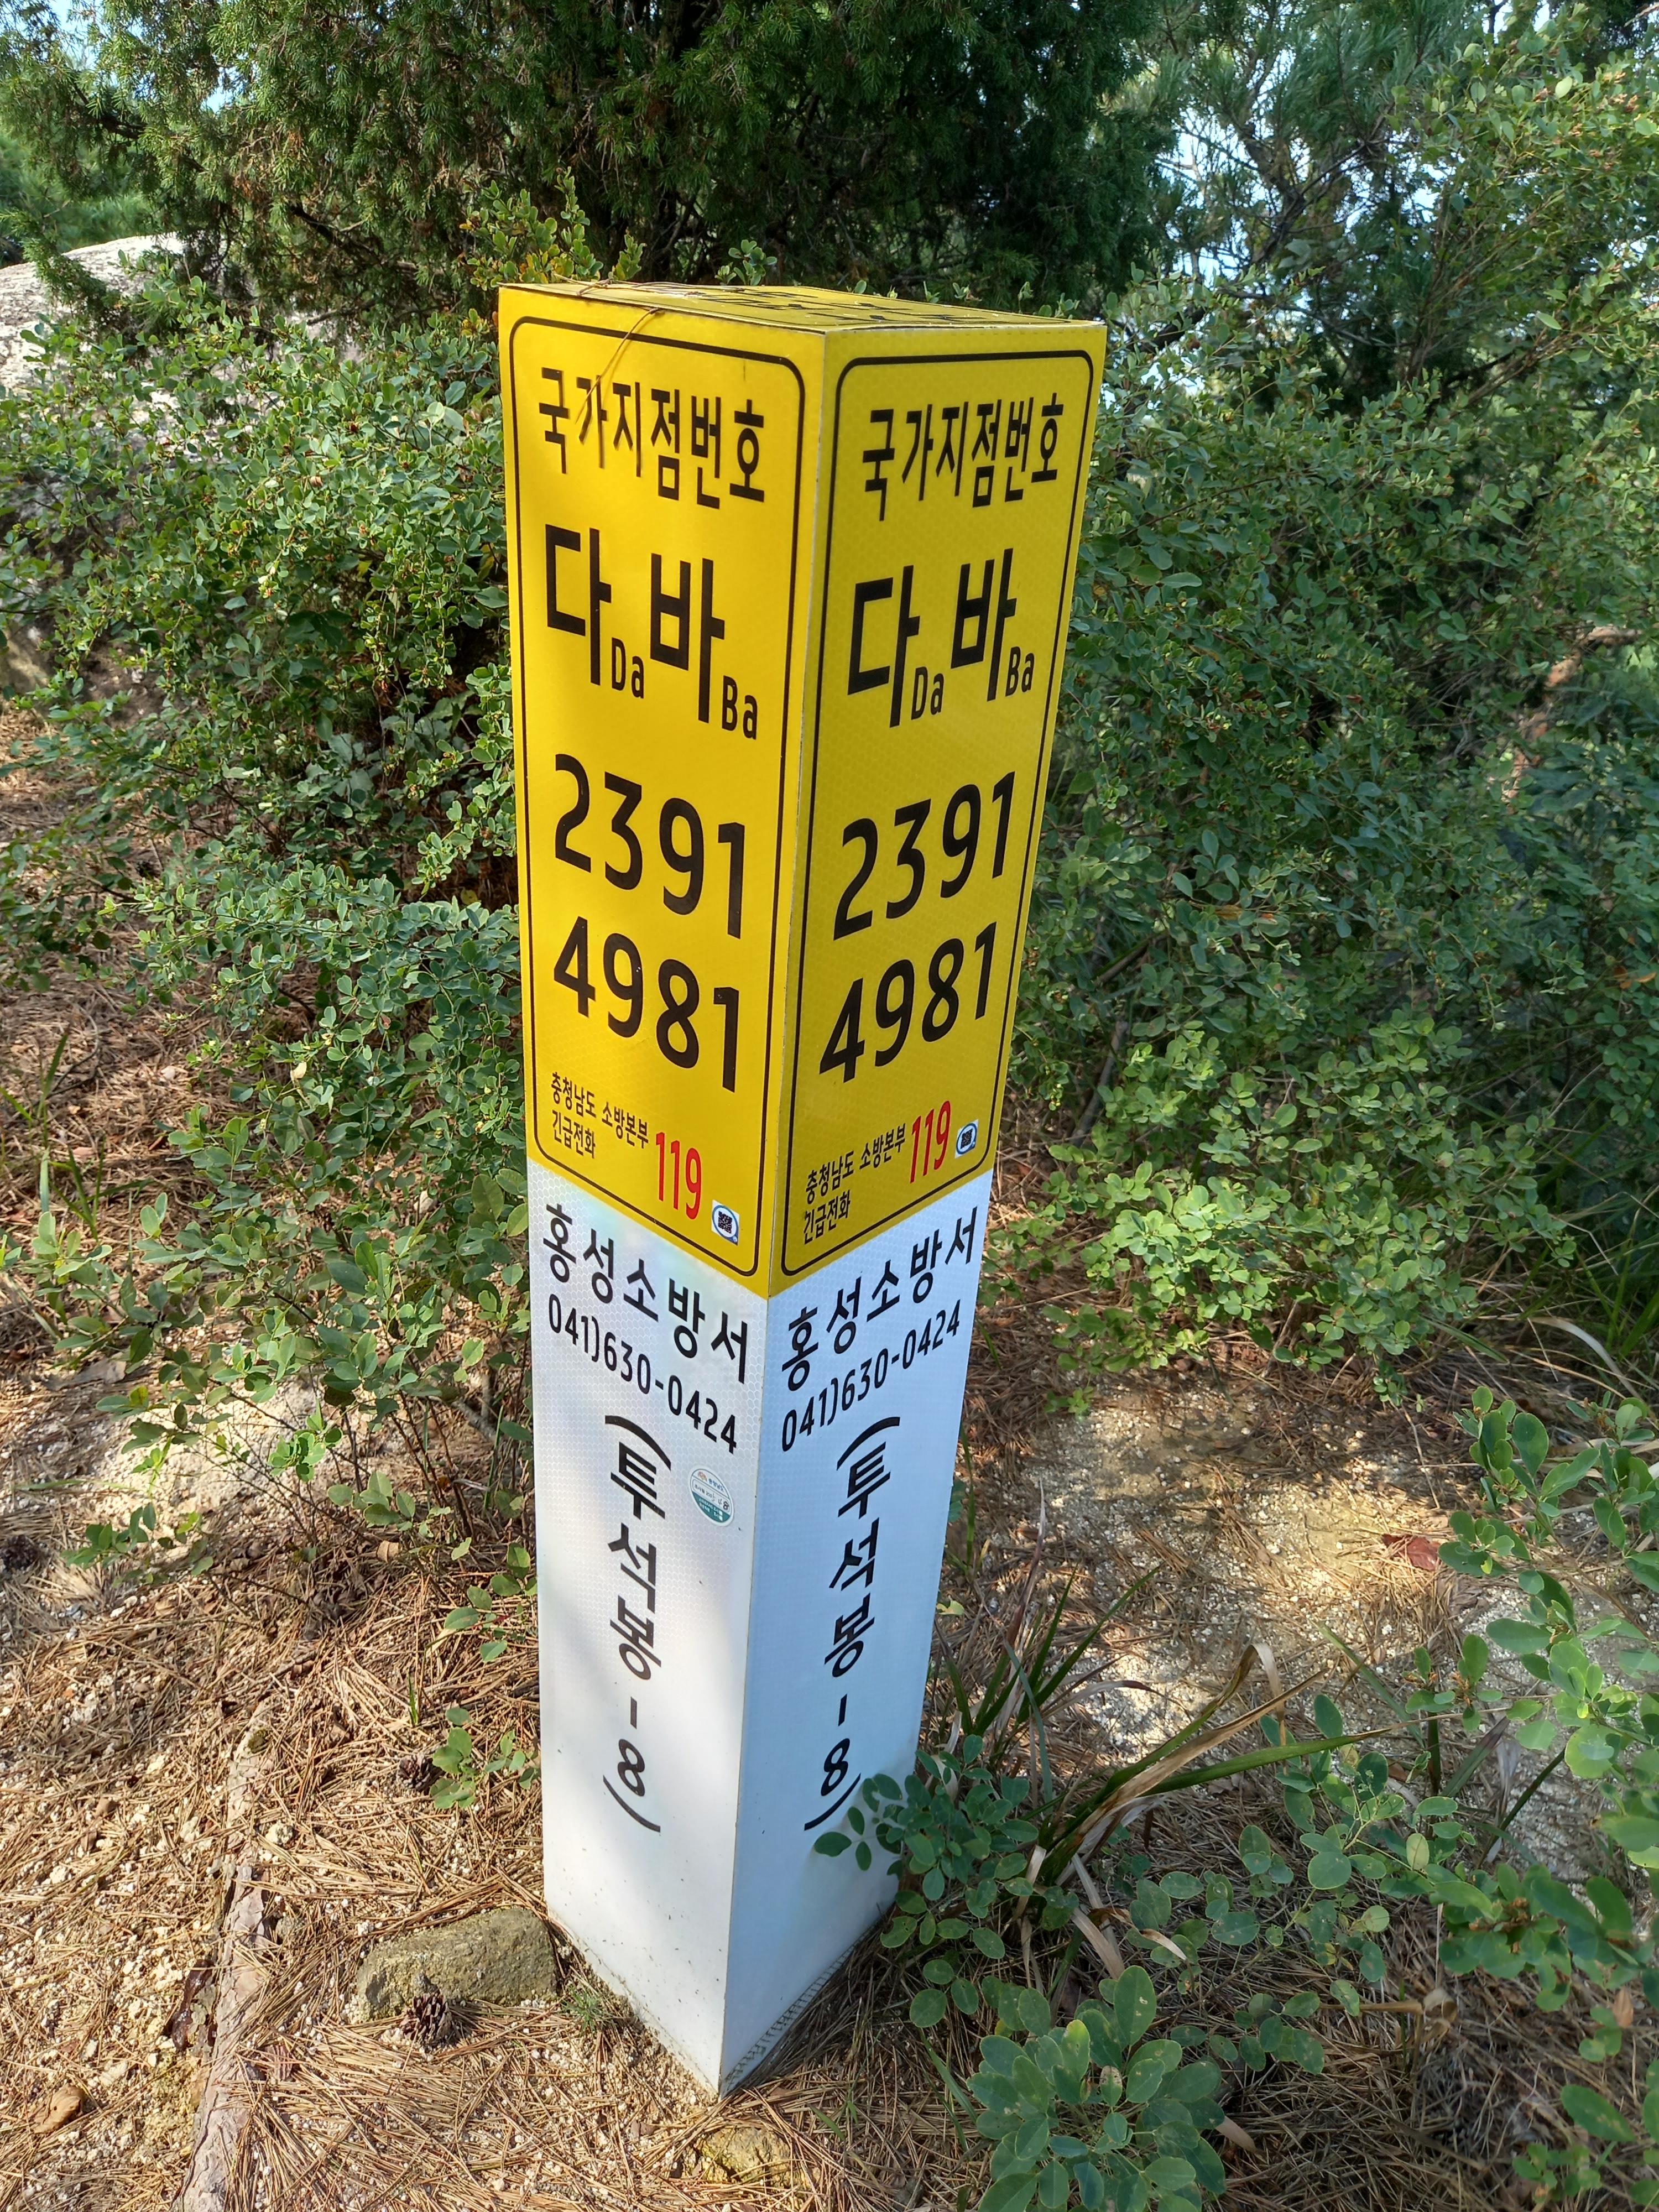 국가지점번호
다Da바Ba
2391
4981
충청남도 소방본부
긴급전화 119
홍성소방서
041)630-0424
(투석봉-8)
국가지점번호
다Da바Ba
2391
4981
충청남도 소방본부
긴급전화 119
홍성소방서
041)630-0424
(투석봉-8)